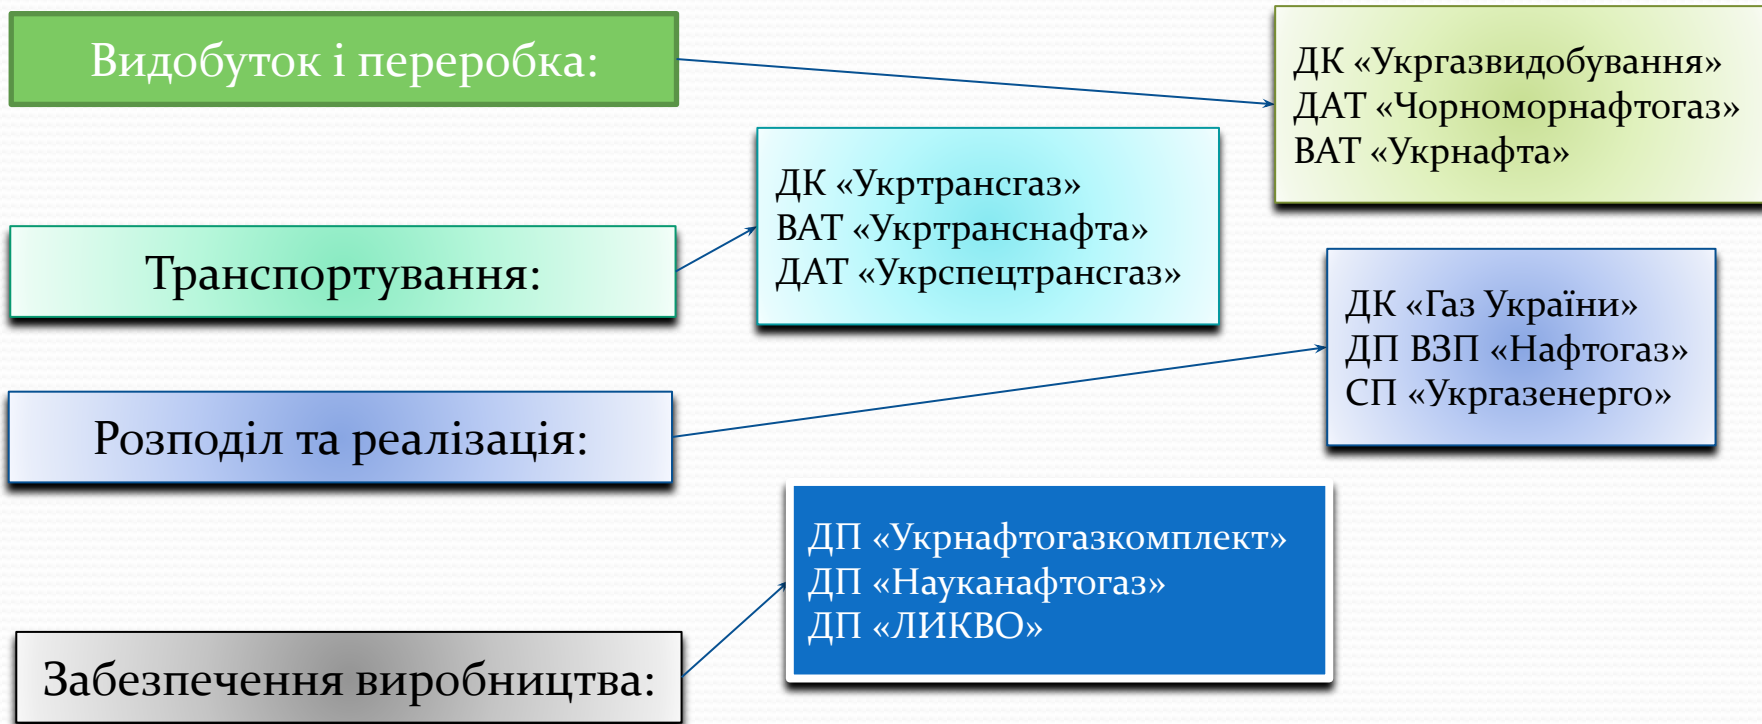 Видобуток і переробка:
ДК «Укргазвидобування»
ДАТ «Чорноморнафтогаз»
ВАТ «Укрнафта»
Транспортування:
ДК «Укртрансгаз»
ВАТ «Укртранснафта»
ДАТ «Укрспецтрансгаз»
Розподіл та реалізація:
ДК «Газ України»
ДП ВЗП «Нафтогаз»
СП «Укргазенерго»
Забезпечення виробництва:
ДП «Укрнафтогазкомплект»
ДП «Науканафтогаз»
ДП «ЛИКВО»